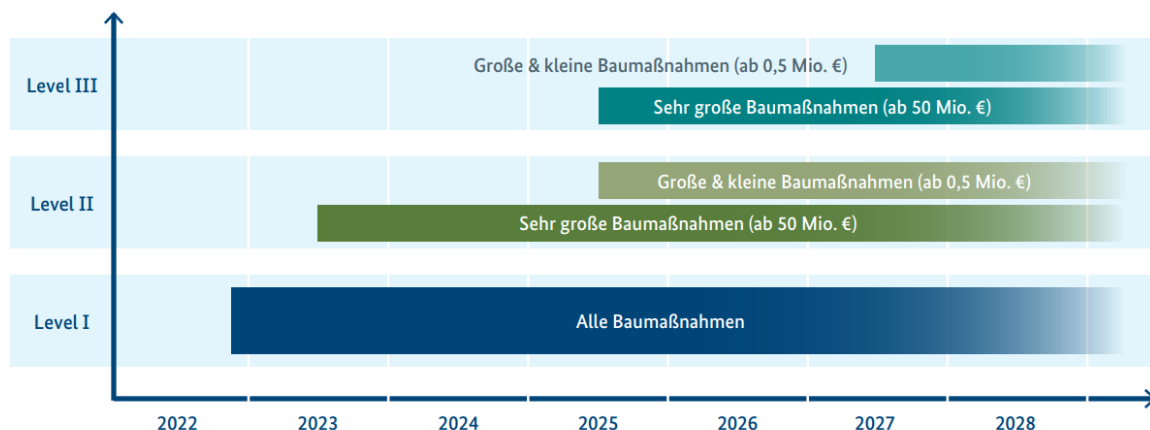 Level III
Große & kleine Baumaßnahmen (ab 0,5 Mio. €)
Sehr große Baumaßnahmen (ab 50 Mio. €)
Level II
Große & kleine Baumaßnahmen (ab 0,5 Mio. €)
Sehr große Baumaßnahmen (ab 50 Mio. €)
Level I
Alle Baumaßnahmen
2022 2023 2024 2025 2026 2027 2028